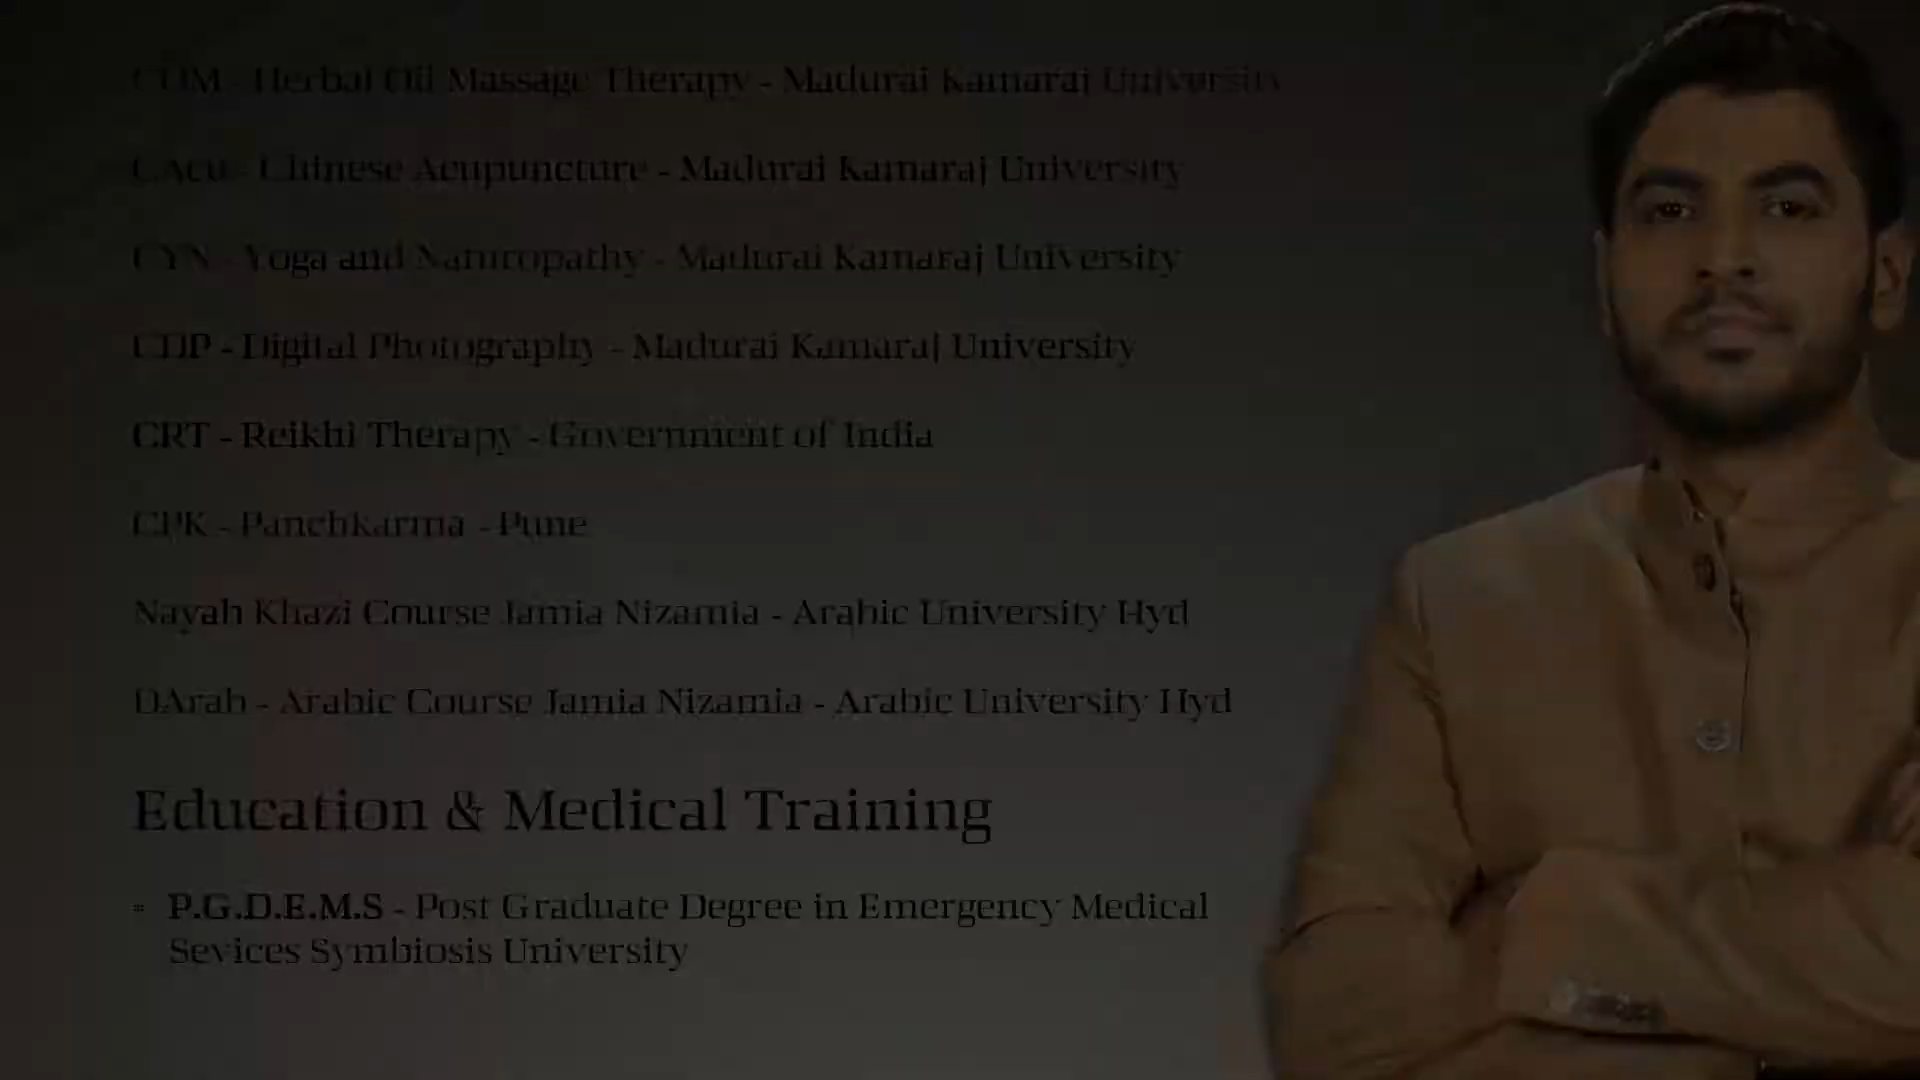 COM - Herbal Oil Massage Therapy - Madurai Kamaraj University
CAcu - Chinese Acupuncture - Madurai Kamaraj University
CYN - Yoga and Naturopathy - Madurai Kamaraj University
CDP - Digital Photography - Madurai Kamaraj University
CRT - Reikhi Therapy - Government of India
CPK - Panchkarma - Pune
Nayah Khazi Course Jamia Nizamia - Arabic University Hyd
DArab - Arabic Course Jamia Nizamia - Arabic University Hyd
Education & Medical Training
P.G.D.E.M.S - Post Graduate Degree in Emergency Medical
Sevices Symbiosis University